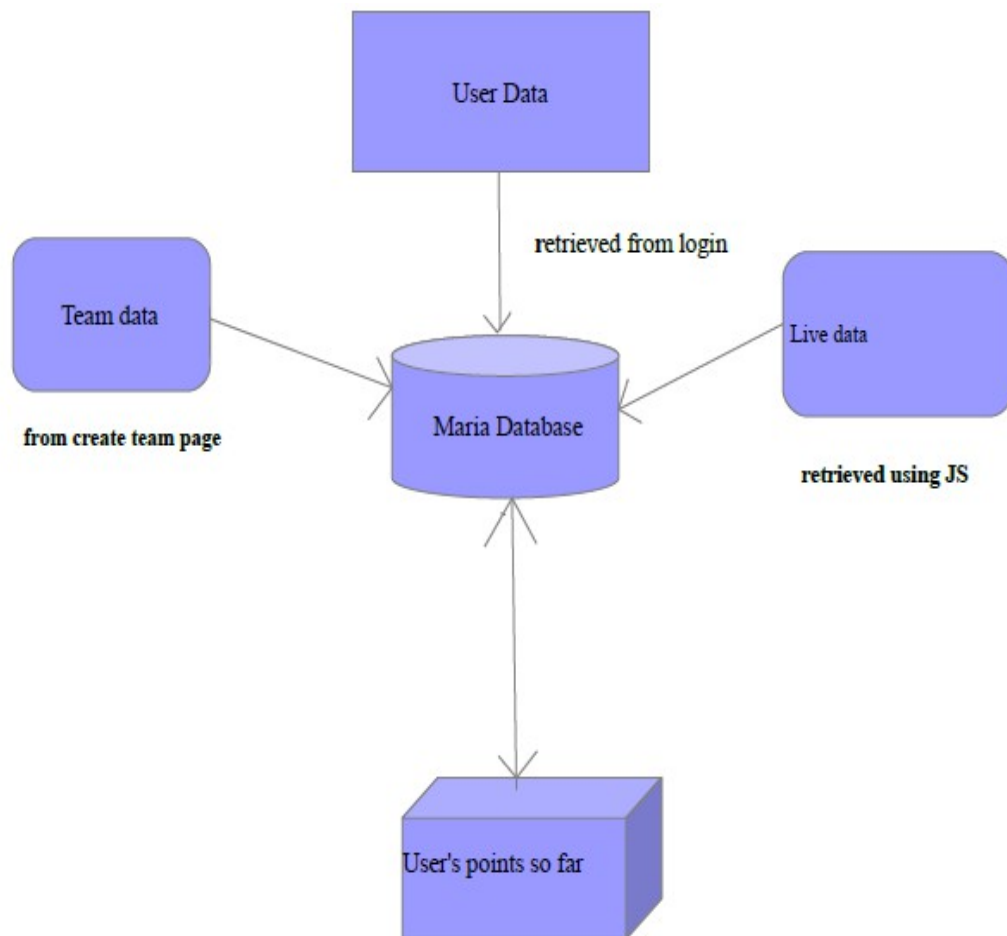 User Data
retrieved from login
Team data
Live data
Maria Database
from create team page
retrieved using JS
User's points so far